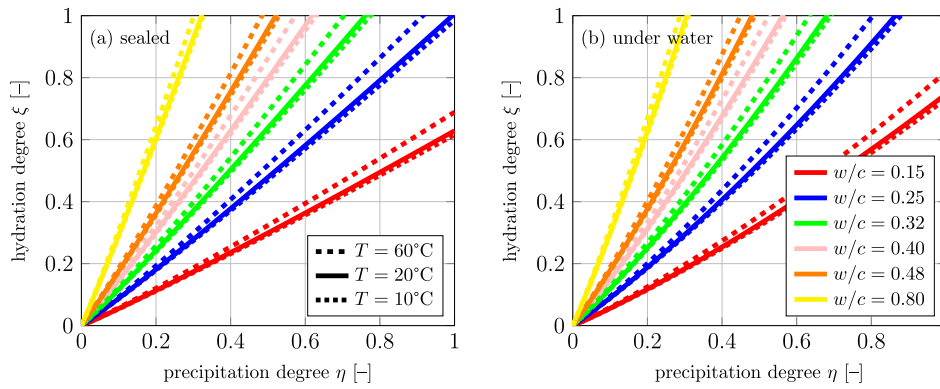 (a) sealed
hydration degree ξ [–]
1
0.8
0.6
0.4
0.2
0
0 0.2 0.4 0.6 0.8 1
precipitation degree η [–]
T = 60°C
T = 20°C
T = 10°C
(b) under water
hydration degree ξ [–]
1
0.8
0.6
0.4
0.2
0
0 0.2 0.4 0.6 0.8
precipitation degree η [–]
w/c = 0.15
w/c = 0.25
w/c = 0.32
w/c = 0.40
w/c = 0.48
w/c = 0.80